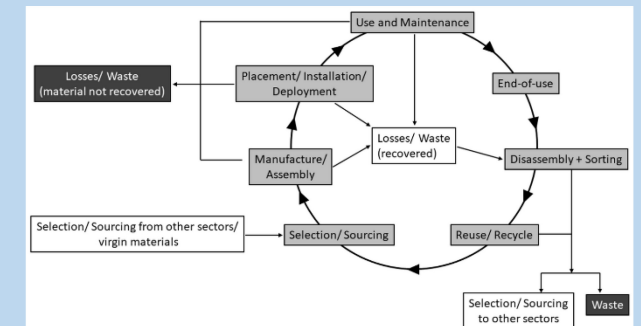 Use and Maintenance
Losses/ Waste
(material not recovered)
Placement/ Installation/
Deployment
End-of-use
Losses/ Waste
(recovered)
Manufacture/
Assembly
Disassembly + Sorting
Selection/ Sourcing from other sectors/
virgin materials
Selection/ Sourcing
Reuse/ Recycle
Selection/ Sourcing
to other sectors
Waste